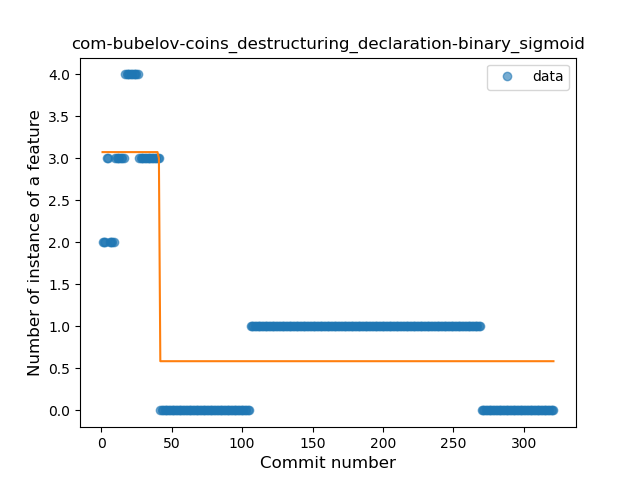 com-bubelov-coins_destructuring_declaration-binary_sigmoid
data
Number of instance of a feature
4.0
3.5
3.0
2.5
2.0
1.5
1.0
0.5
0.0
0 50 100 150 200 250 300
Commit number